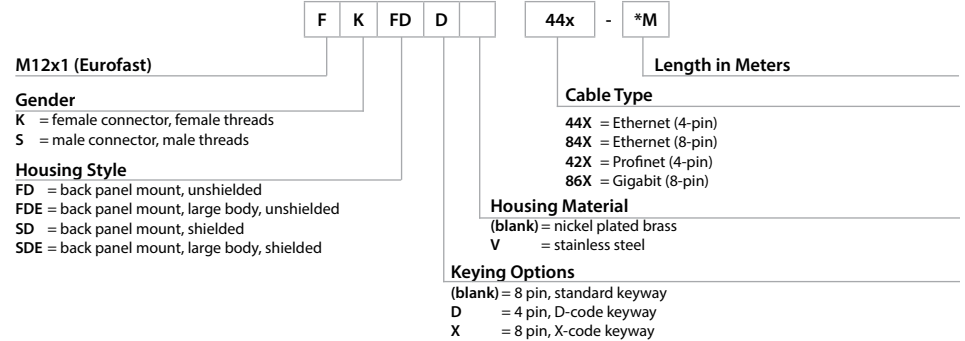 F K FD D 44x - *M
M12x1 (Eurofast)
Length in Meters
Gender
K = female connector, female threads
S = male connector, male threads
Cable Type
44X = Ethernet (4-pin)
84X = Ethernet (8-pin)
42X = Profinet (4-pin)
86X = Gigabit (8-pin)
Housing Style
FD = back panel mount, unshielded
FDE = back panel mount, large body, unshielded
SD = back panel mount, shielded
SDE = back panel mount, large body, shielded
Housing Material
(blank) = nickel plated brass
V = stainless steel
Keying Options
(blank) = 8 pin, standard keyway
D = 4 pin, D-code keyway
X = 8 pin, X-code keyway